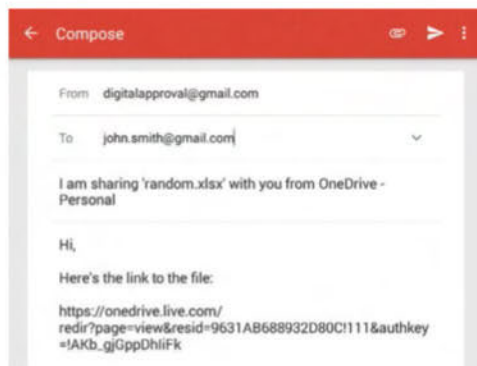 Compose
From digitalapproval@gmail.com
To john.smith@gmail.com
I am sharing 'random.xlsx' with you from OneDrive -
Personal
Hi,
Here's the link to the file:
https://onedrive.live.com/
redir?page=view&resid=9631AB688932D80C!111&authkey
=!AKb_gjGppDhliFk